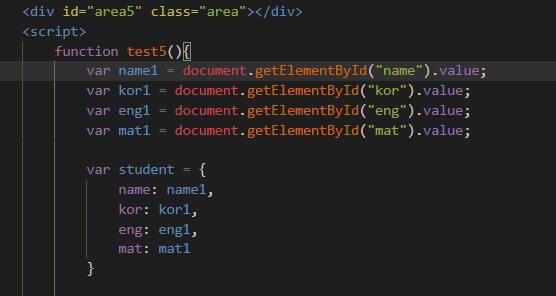 <div id="area5" class="area"></div>
<script>
function test5(){
var name1 = document.getElementById("name").value;
var kor1 = document.getElementById("kor").value;
var eng1 = document.getElementById("eng").value;
var mat1 = document.getElementById("mat").value;
var student = {
name: name1,
kor: kor1,
eng: eng1,
mat: mat1
}